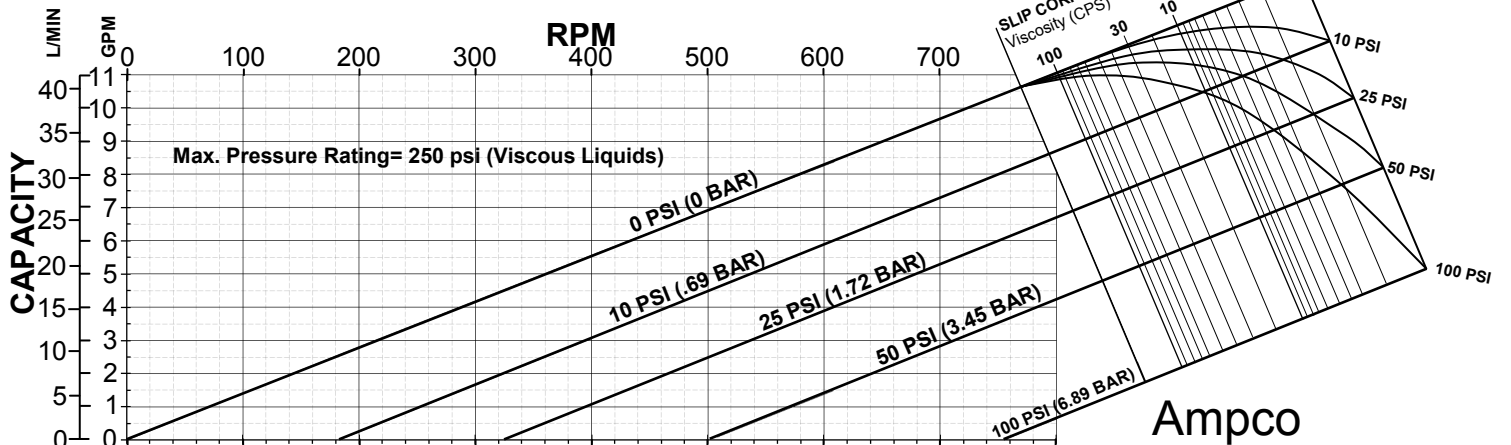 RPM
0 100 200 300 400 500 600 700
L/MIN
GPM
CAPACITY
40
35
30
25
20
15
10
5
0
11
10
9
8
7
6
5
4
3
2
1
0
Max. Pressure Rating= 250 psi (Viscous Liquids)
0 PSI (0 BAR)
10 PSI (.69 BAR)
25 PSI (1.72 BAR)
50 PSI (3.45 BAR)
100 PSI (6.89 BAR)
SLIP
Viscosity (CPS)
100
30
10
10 PSI
25 PSI
50 PSI
100 PSI
Ampco